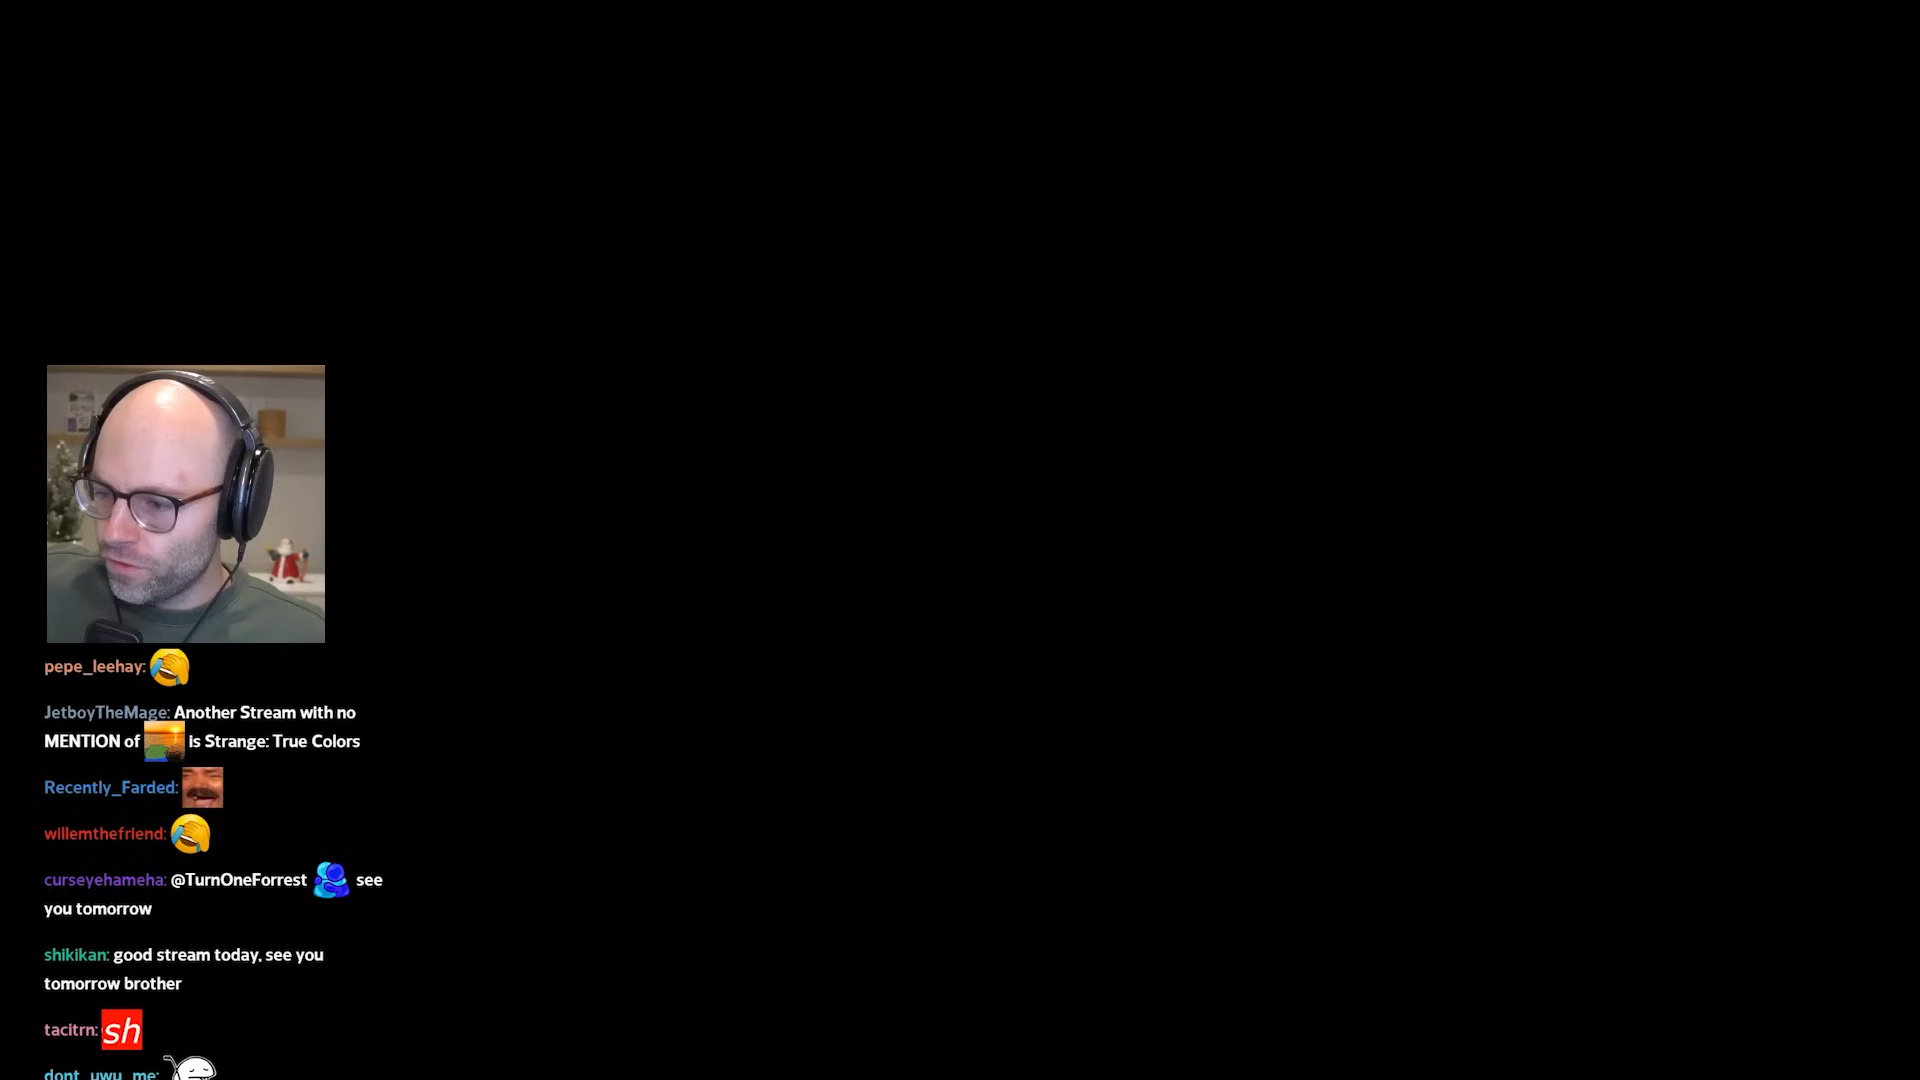 pepe_leehay:
JetboyTheMage: Another Stream with no
MENTION of is Strange: True Colors
Recently_Farded:
willemthefriend:
curseyehameha: @TurnOneForrest see
you tomorrow
shikikan: good stream today, see you
tomorrow brother
tacitrn: sh
dont_uwu_me: